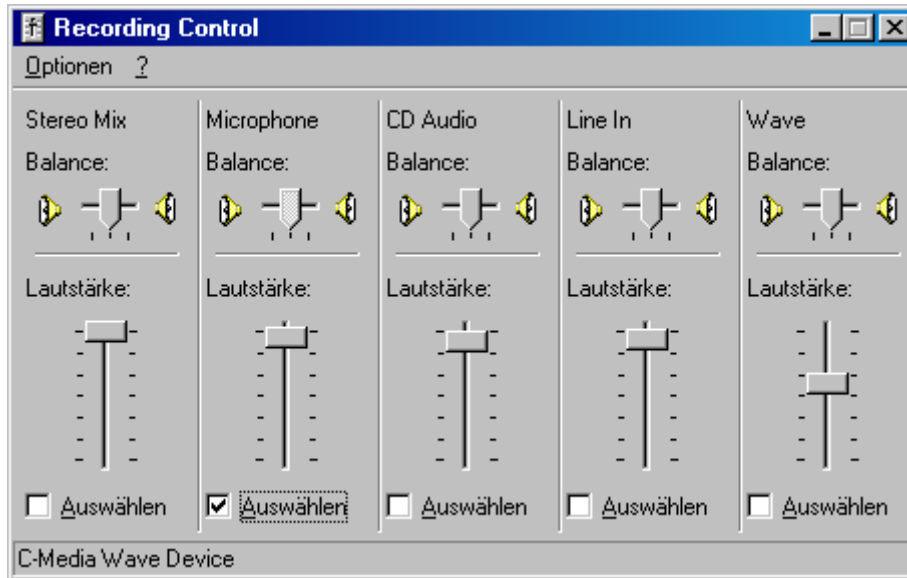 Recording Control
Optionen ?
Stereo Mix Microphone CD Audio Line In Wave
Balance: Balance: Balance: Balance: Balance:
Lautstärke: Lautstärke: Lautstärke: Lautstärke: Lautstärke:
Auswählen Auswählen Auswählen Auswählen Auswählen
C-Media Wave Device